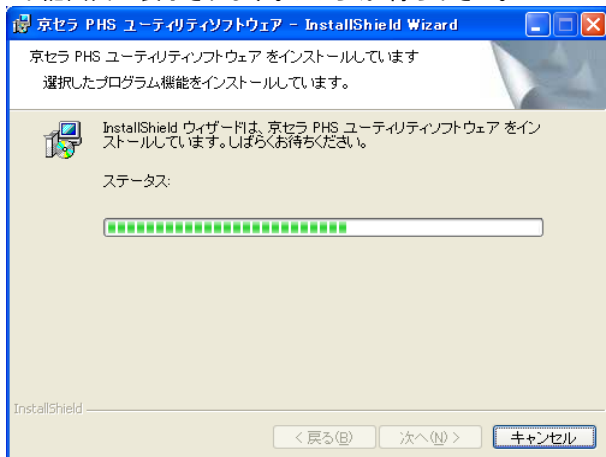 京セラ PHS ユーティリティソフトウェア - InstallShield Wizard
京セラ PHS ユーティリティソフトウェア をインストールしています
選択したプログラム機能をインストールしています。
InstallShield ウィザードは、京セラ PHS ユーティリティソフトウェア をイン
ストールしています。しばらくお待ちください。
ステータス:
InstallShield
< 戻る(B)
次へ(N) >
キャンセル